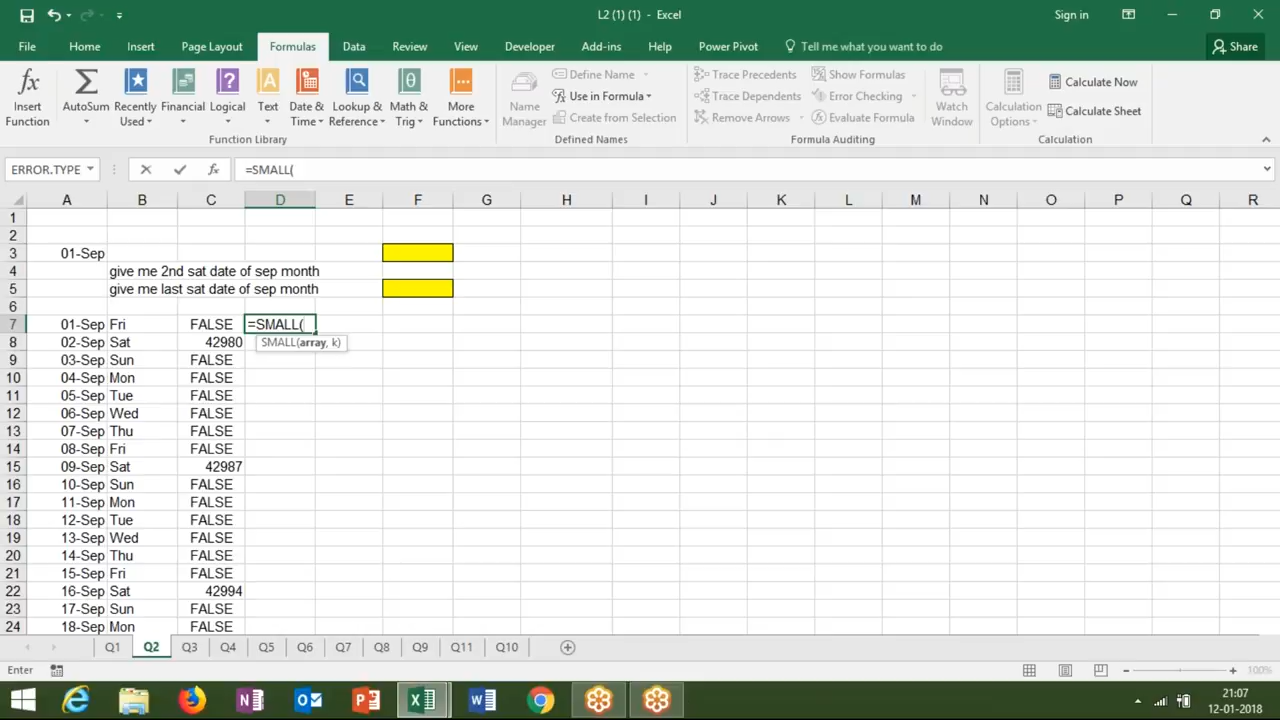 L2 (1) (1) - Excel
Sign in
File Home Insert Page Layout Formulas Data Review View Developer Add-ins Help Power Pivot Tell me what you want to do Share
Insert Function
AutoSum
Recently Used
Financial
Logical
Text
Date & Time
Lookup & Reference
Math & Trig
More Functions
Function Library
Name Manager
Define Name
Use in Formula
Create from Selection
Defined Names
Trace Precedents
Trace Dependents
Remove Arrows
Show Formulas
Error Checking
Evaluate Formula
Formula Auditing
Watch Window
Calculation Options
Calculate Now
Calculate Sheet
Calculation
ERROR.TYPE fx =SMALL(
A B C D E F G H I J K L M N O P Q R
1
2
3 01-Sep
4 give me 2nd sat date of sep month
5 give me last sat date of sep month
6
7 01-Sep Fri FALSE =SMALL(
8 02-Sep Sat 42980 SMALL(array, k)
9 03-Sep Sun FALSE
10 04-Sep Mon FALSE
11 05-Sep Tue FALSE
12 06-Sep Wed FALSE
13 07-Sep Thu FALSE
14 08-Sep Fri FALSE
15 09-Sep Sat 42987
16 10-Sep Sun FALSE
17 11-Sep Mon FALSE
18 12-Sep Tue FALSE
19 13-Sep Wed FALSE
20 14-Sep Thu FALSE
21 15-Sep Fri FALSE
22 16-Sep Sat 42994
23 17-Sep Sun FALSE
24 18-Sep Mon FALSE
Q1 Q2 Q3 Q4 Q5 Q6 Q7 Q8 Q9 Q11 Q10
Enter 100%
21:07
12-01-2018